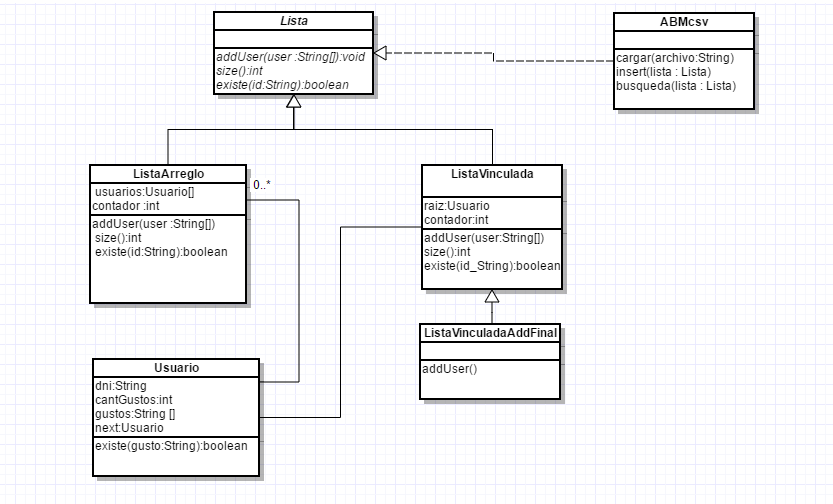 Lista
addUser(user :String[]):void
size():int
existe(id:String):boolean
ABMcsv
cargar(archivo:String)
insert(lista : Lista)
busqueda(lista : Lista)
ListaArreglo
usuarios:Usuario[]
contador :int
addUser(user :String[])
size():int
existe(id:String):boolean
0..*
ListaVinculada
raiz:Usuario
contador:int
addUser(user:String[])
size():int
existe(id_String):boolean
ListaVinculadaAddFinal
addUser()
Usuario
dni:String
cantGustos:int
gustos:String []
next:Usuario
existe(gusto:String):boolean